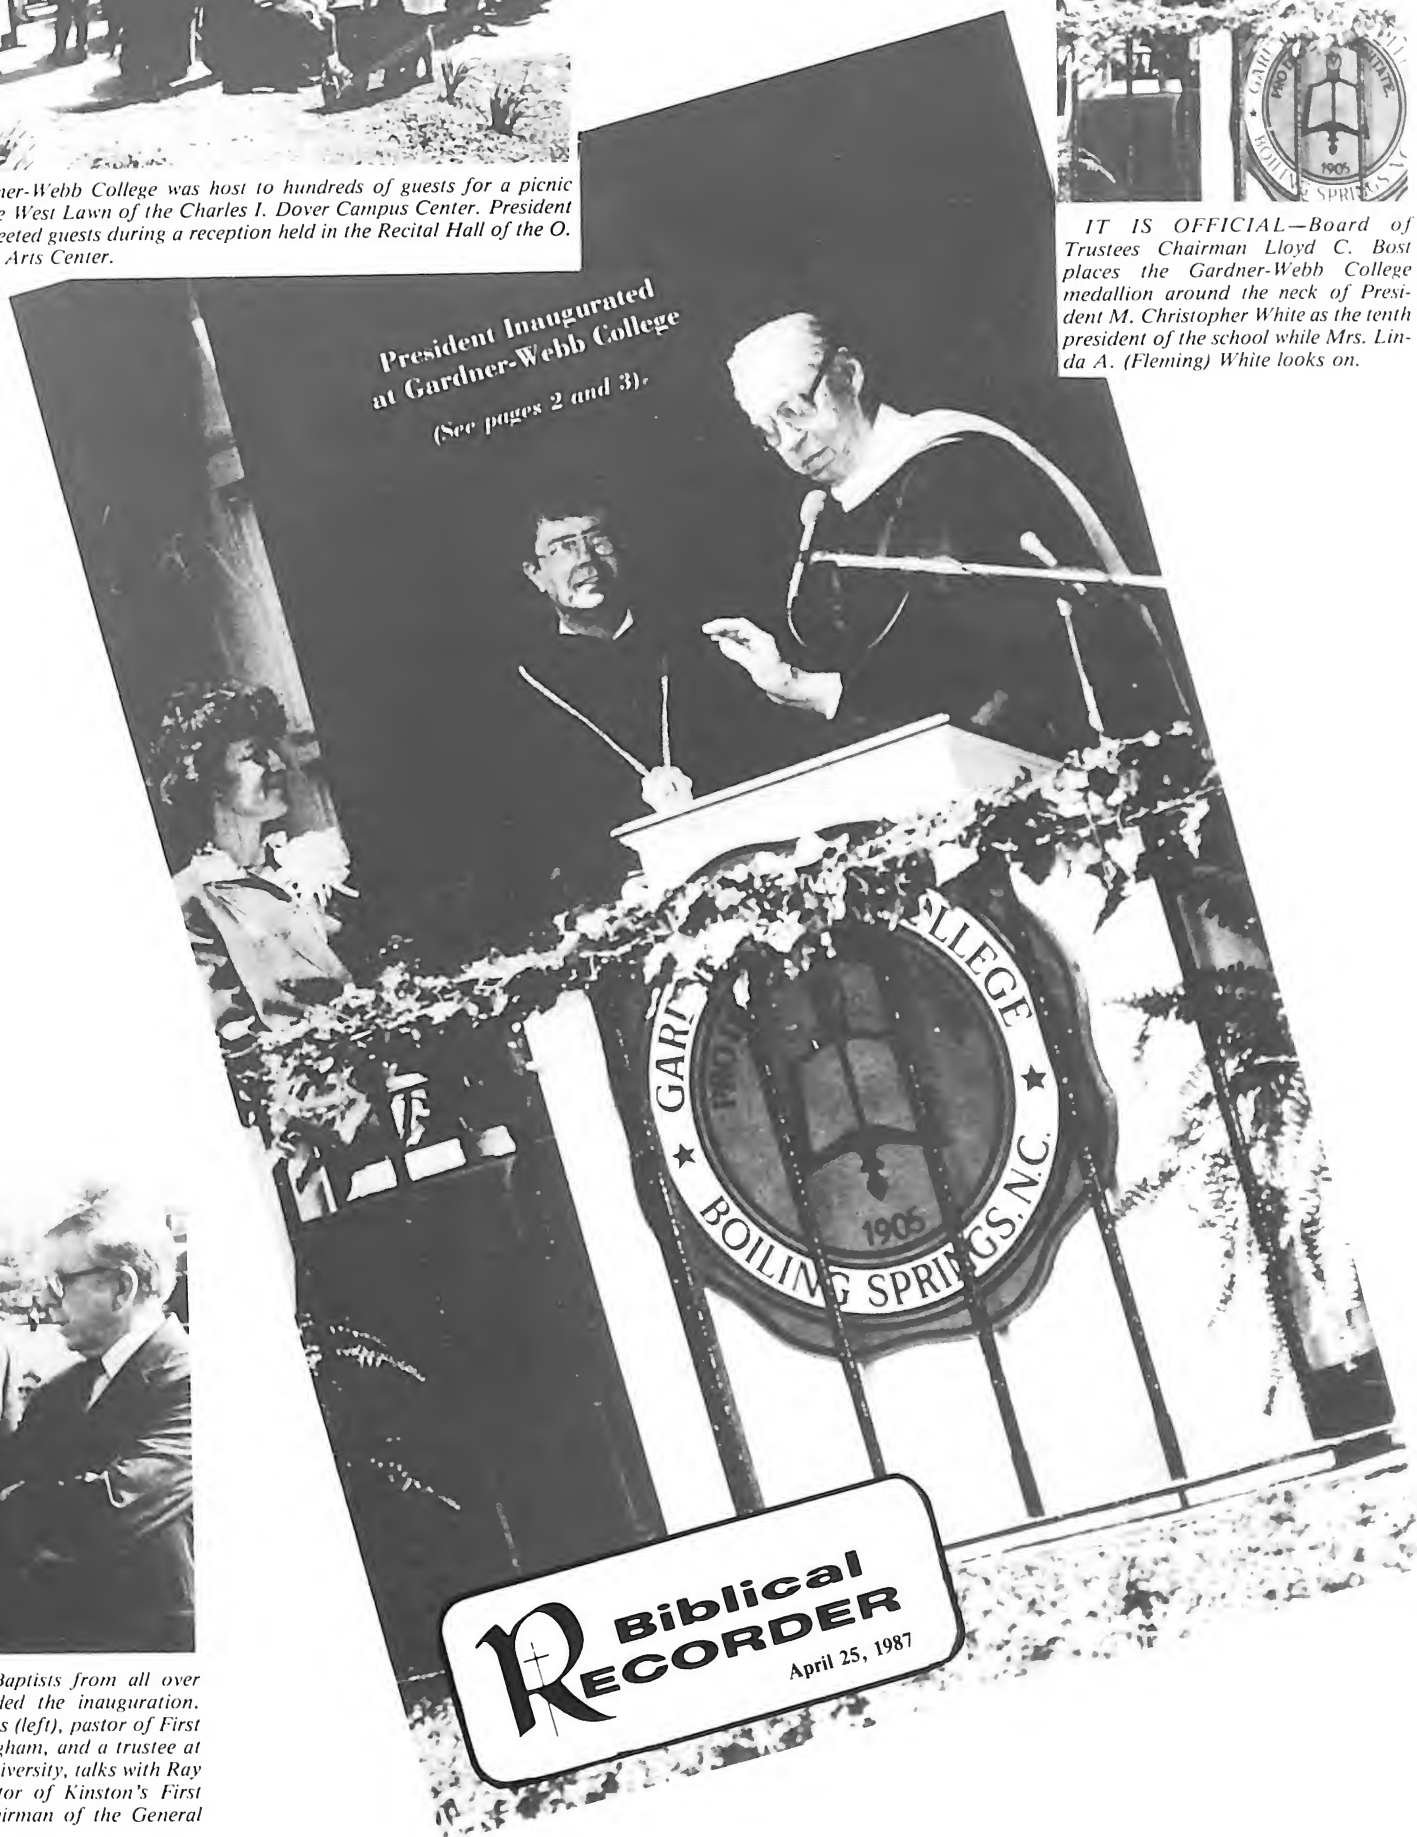 ner-Webb College was host to hundreds of guests for a picnic
e West Lawn of the Charles I. Dover Campus Center. President
eeted guests during a reception held in the Recital Hall of the O.
Arts Center.
1905
BOILING SPRINGS, N.C.
IT IS OFFICIAL—Board of
Trustees Chairman Lloyd C. Bost
places the Gardner-Webb College
medallion around the neck of Presi-
dent M. Christopher White as the tenth
president of the school while Mrs. Lin-
da A. (Fleming) White looks on.
President Inaugurated
at Gardner-Webb College
(See pages 2 and 3).
GARD
LLEGE
PROT
1905
BOILING SPRINGS, N.C.
Biblical
RECORDER
April 25, 1987
Baptists from all over
ded the inauguration.
s (left), pastor of First
gham, and a trustee at
iversity, talks with Ray
tor of Kinston's First
irman of the General